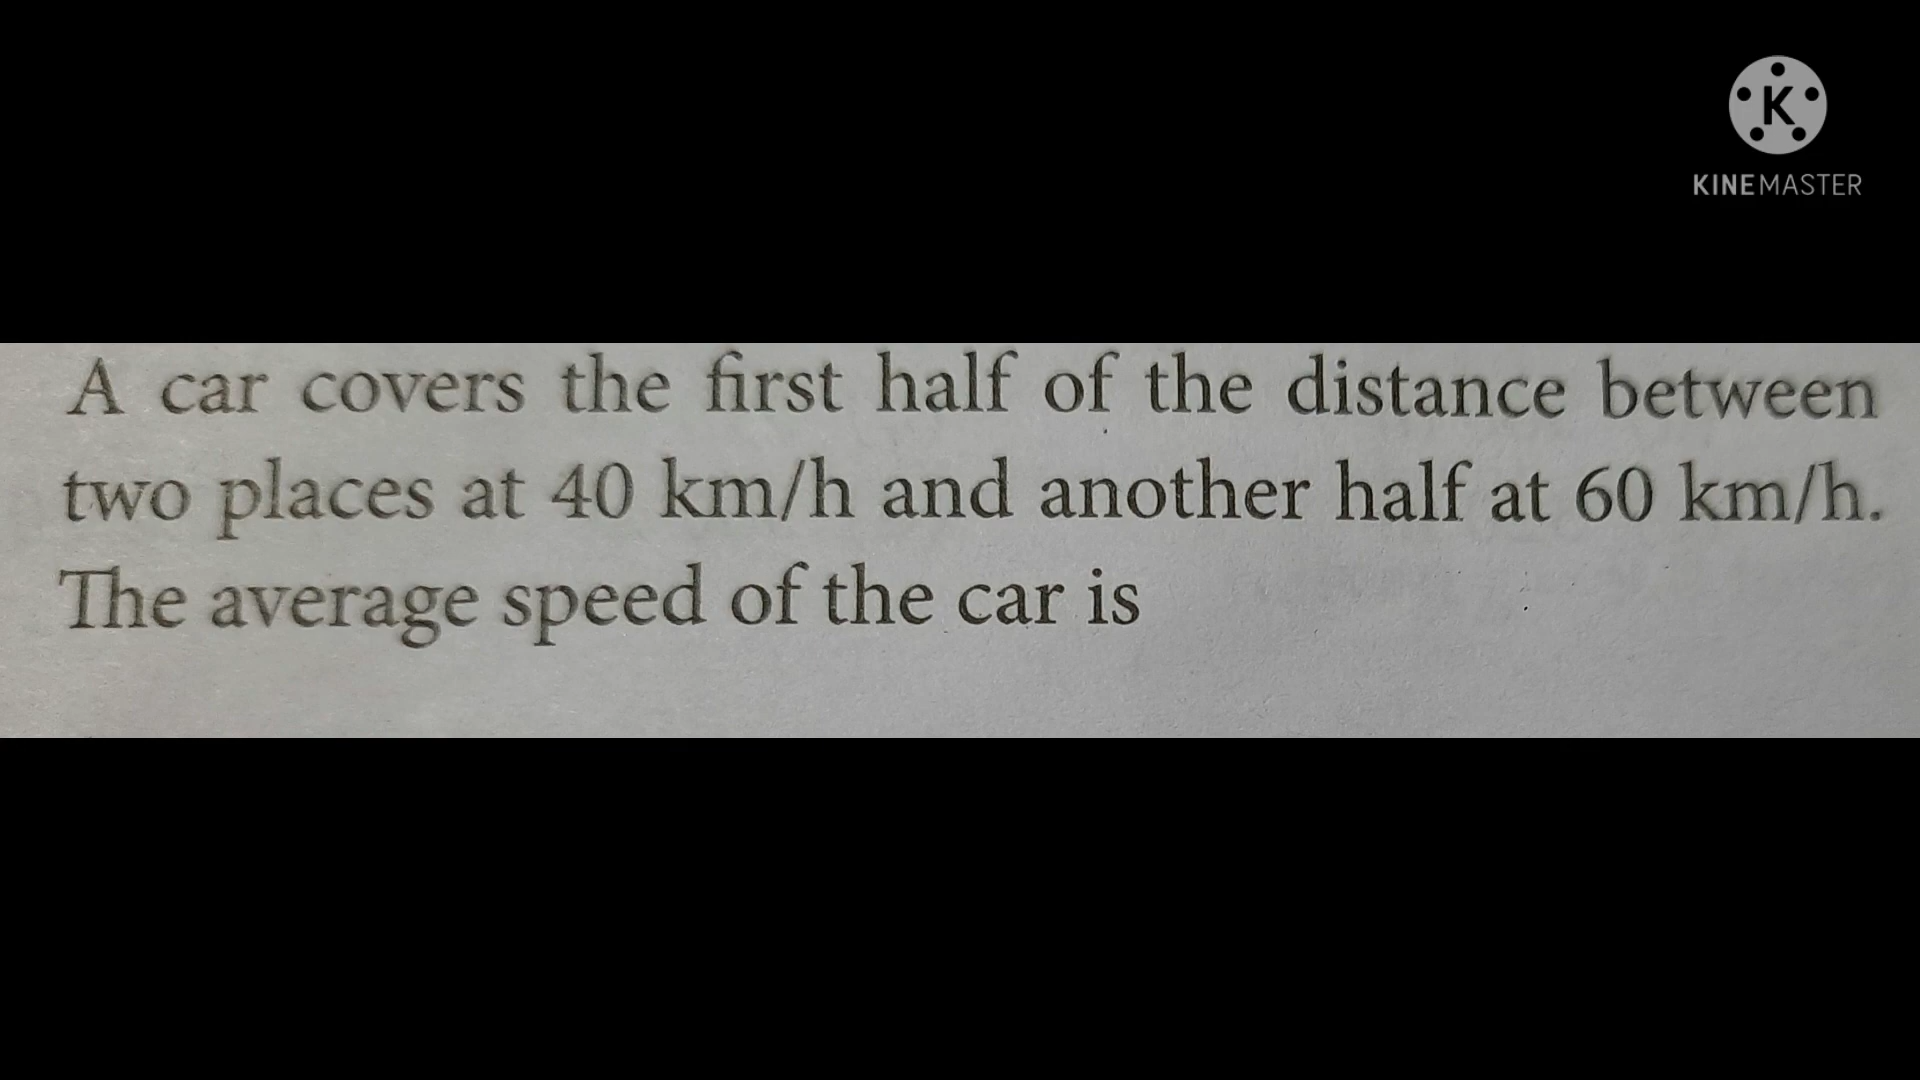 K
KINEMASTER
A car covers the first half of the distance between
two places at 40 km/h and another half at 60 km/h.
The average speed of the car is